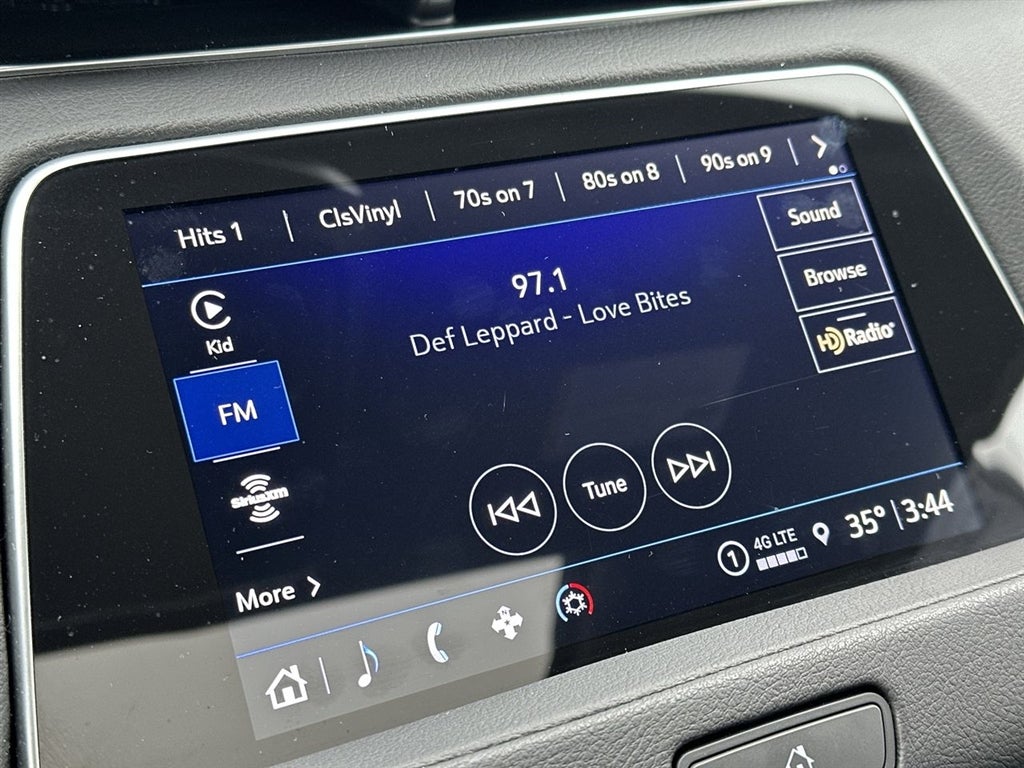 Hits 1 | ClsVinyl | 70s on 7 | 80s on 8 | 90s on 9
Kid
FM
SiriusXM
More
97.1
Def Leppard - Love Bites
Tune
Sound
Browse
HD Radio
1 4G LTE 35° 3:44